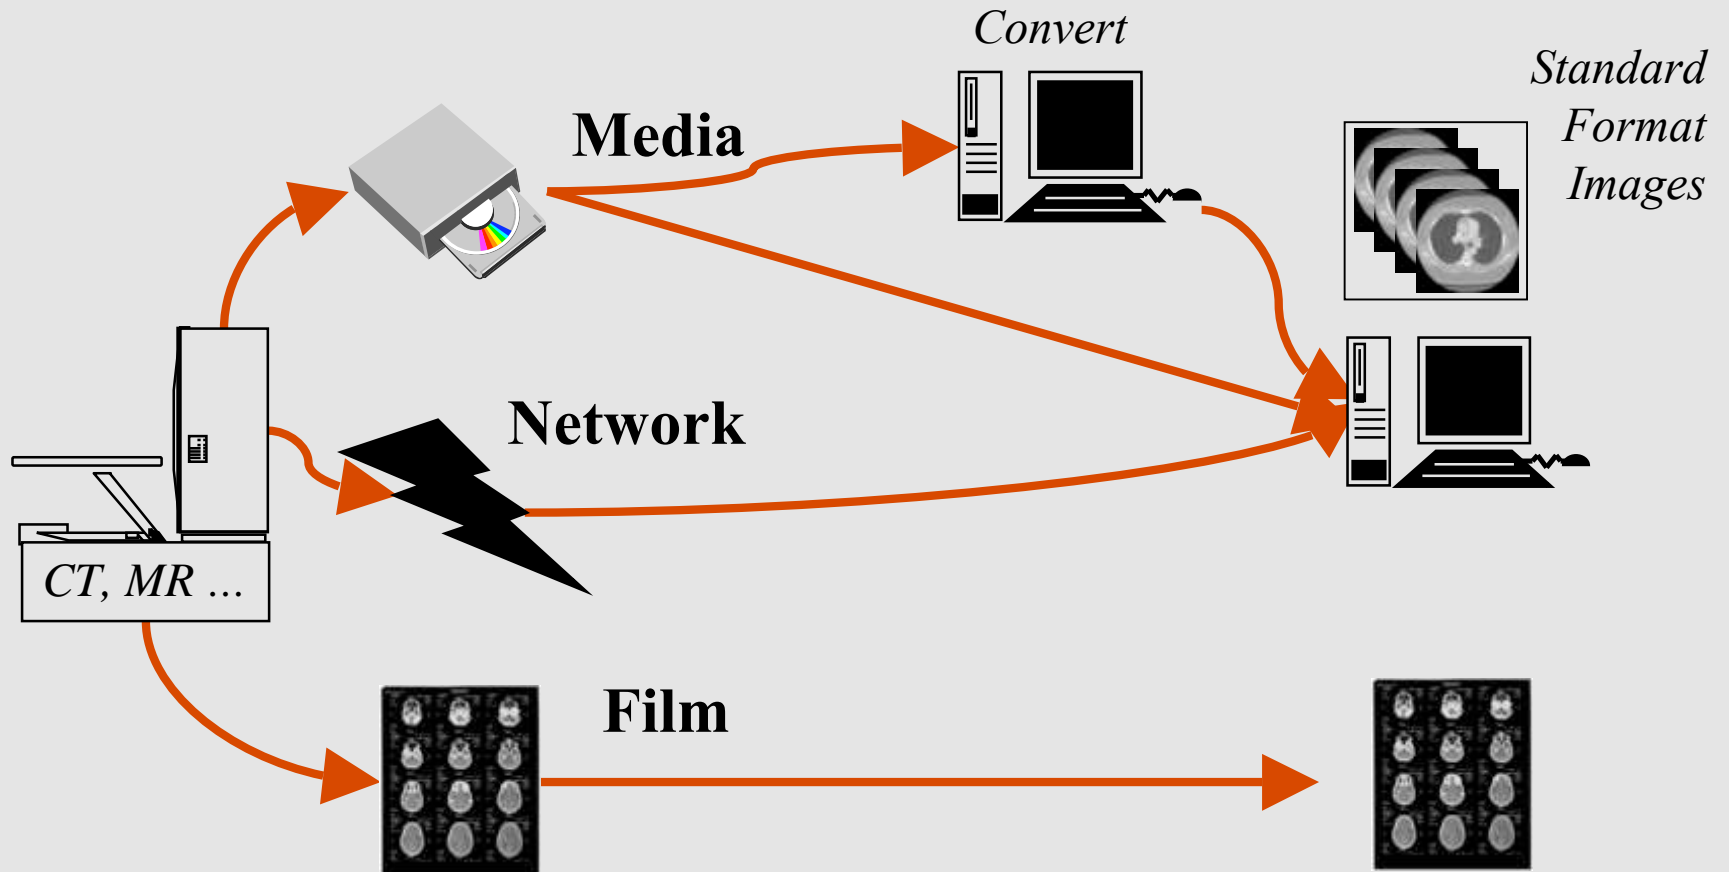 Convert
Standard
Format
Images
Media
Network
CT, MR ...
Film